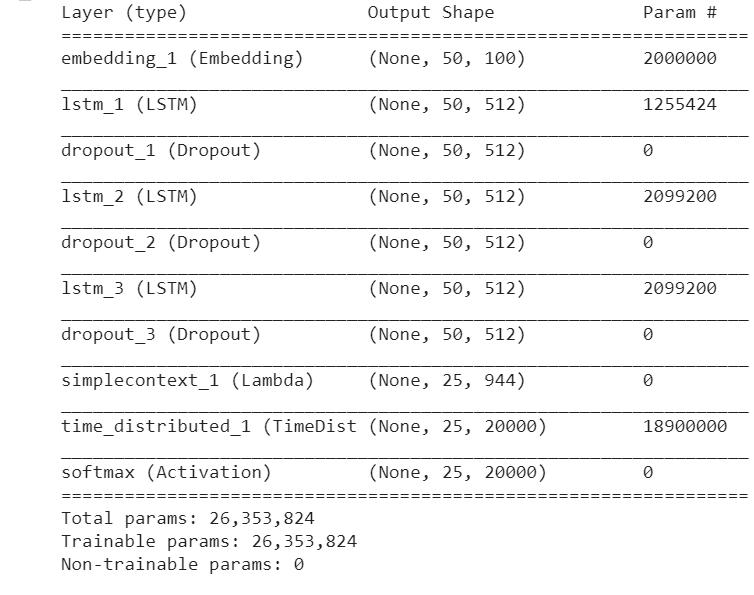 Layer (type) Output Shape Param #
=================================================================
embedding_1 (Embedding) (None, 50, 100) 2000000
_________________________________________________________________
lstm_1 (LSTM) (None, 50, 512) 1255424
_________________________________________________________________
dropout_1 (Dropout) (None, 50, 512) 0
_________________________________________________________________
lstm_2 (LSTM) (None, 50, 512) 2099200
_________________________________________________________________
dropout_2 (Dropout) (None, 50, 512) 0
_________________________________________________________________
lstm_3 (LSTM) (None, 50, 512) 2099200
_________________________________________________________________
dropout_3 (Dropout) (None, 50, 512) 0
_________________________________________________________________
simplecontext_1 (Lambda) (None, 25, 944) 0
_________________________________________________________________
time_distributed_1 (TimeDist (None, 25, 20000) 18900000
_________________________________________________________________
softmax (Activation) (None, 25, 20000) 0
=================================================================
Total params: 26,353,824
Trainable params: 26,353,824
Non-trainable params: 0